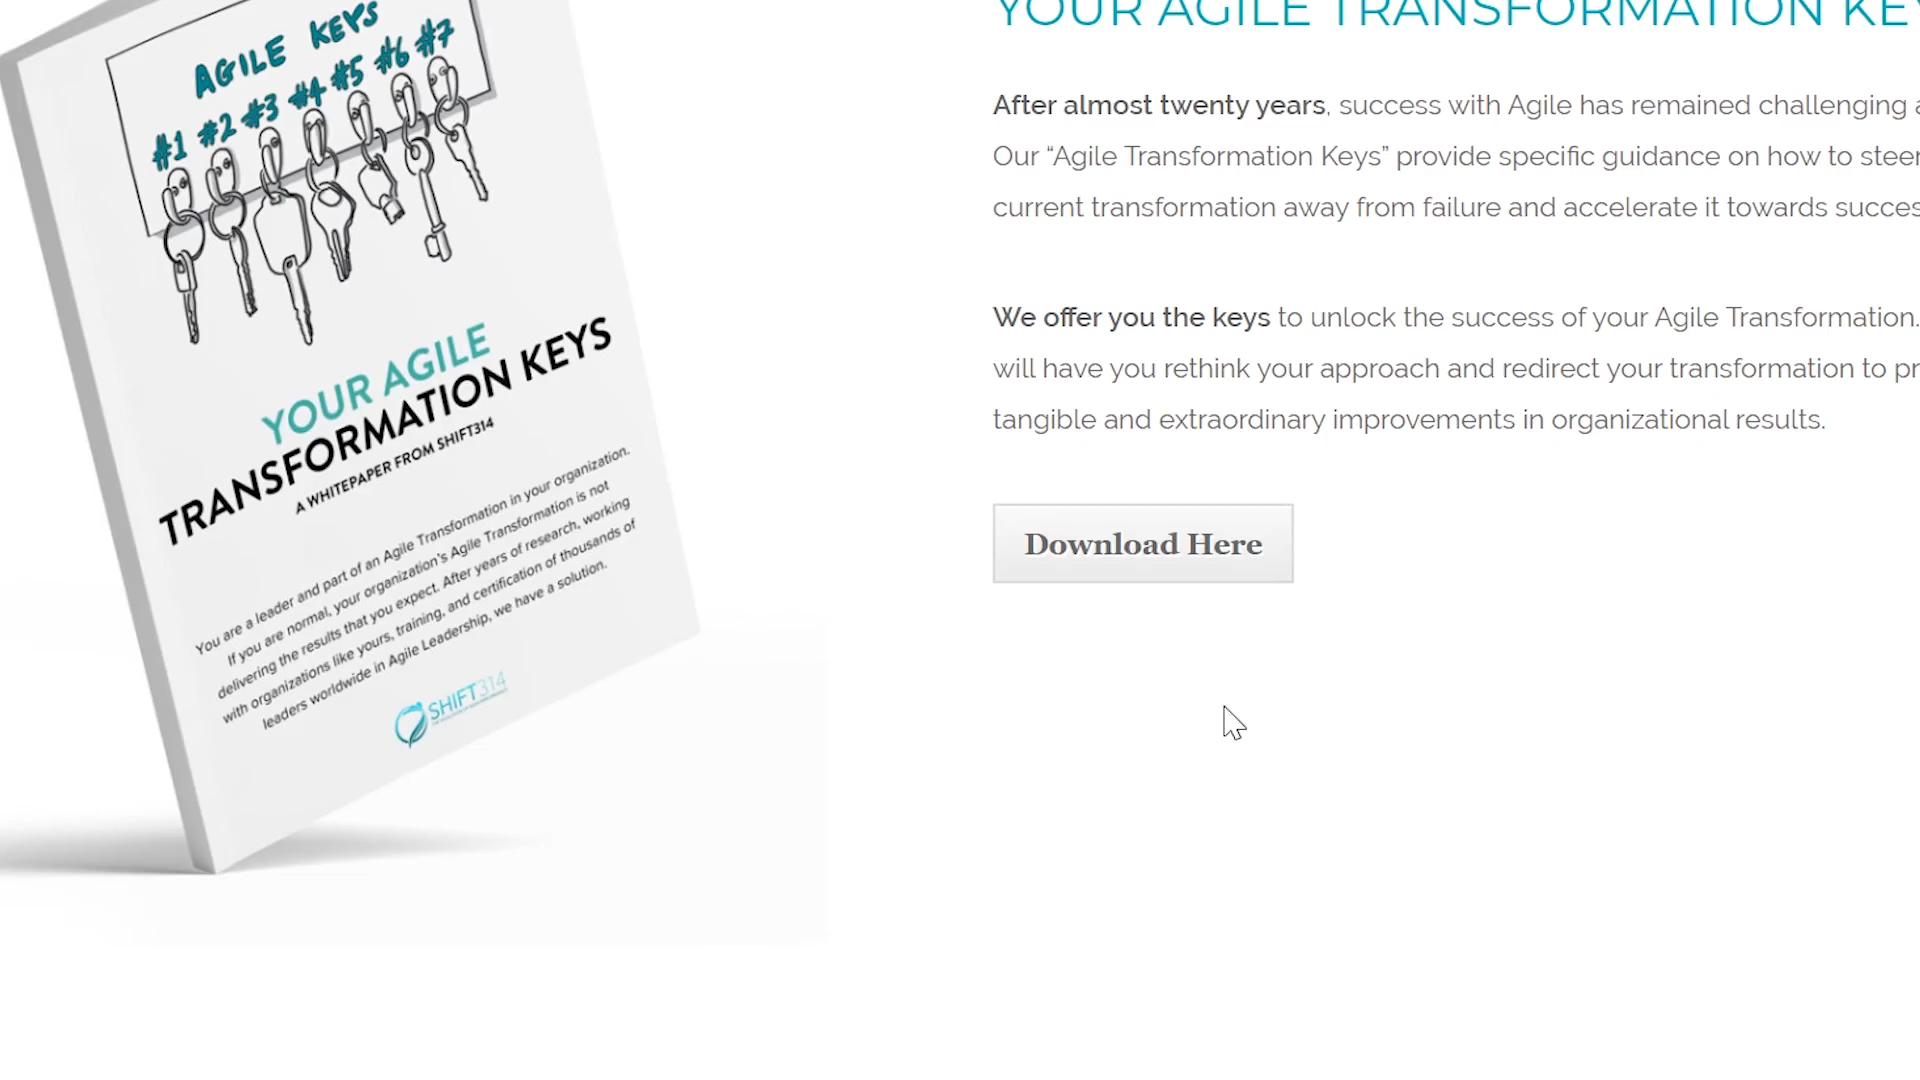 AGILE KEYS
#1 #2 #3 #4 #5 #6 #7
YOUR AGILE
TRANSFORMATION KEYS
A WHITEPAPER FROM SHIFT314
You are a leader and part of an Agile Transformation in your organization.
If you are normal, your organization's Agile Transformation is not
delivering the results that you expect. After years of research, working
with organizations like yours, training, and certification of thousands of
leaders worldwide in Agile Leadership, we have a solution.
SHIFT314
YOUR AGILE TRANSFORMATION KE
After almost twenty years, success with Agile has remained challenging
Our “Agile Transformation Keys” provide specific guidance on how to steer
current transformation away from failure and accelerate it towards succes
We offer you the keys to unlock the success of your Agile Transformation.
will have you rethink your approach and redirect your transformation to pr
tangible and extraordinary improvements in organizational results.
Download Here